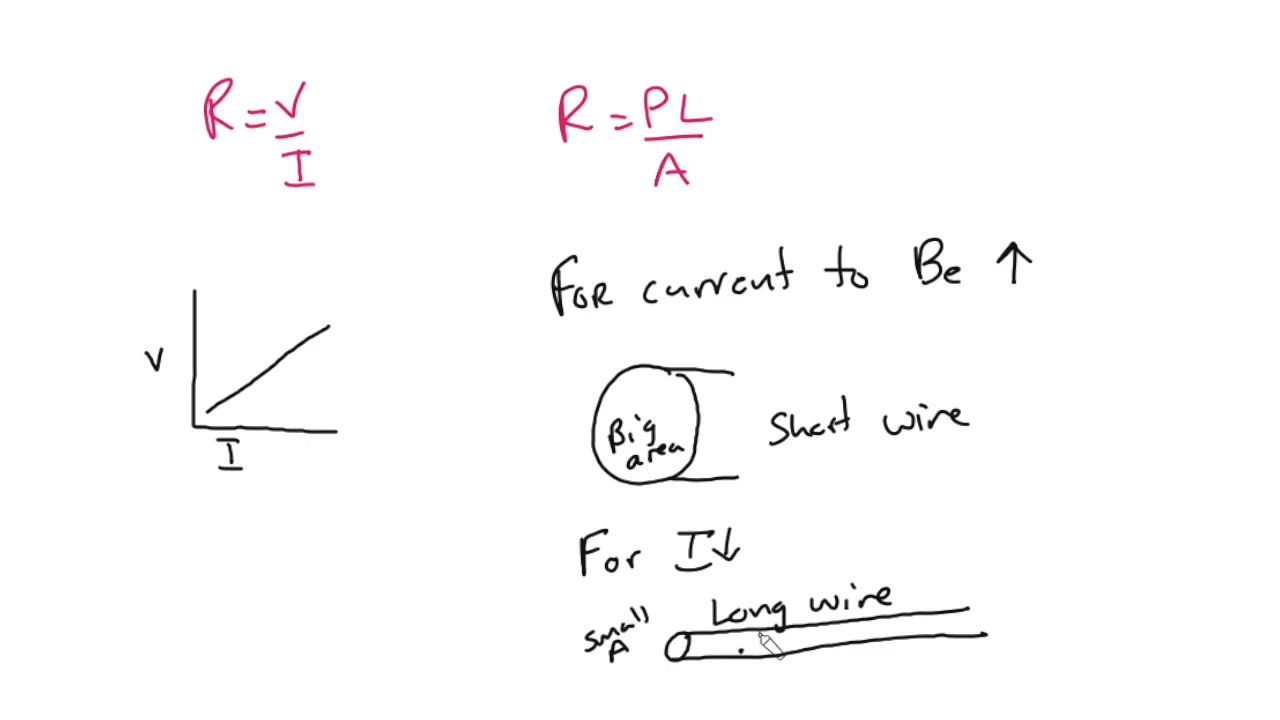 R = V/I
R = PL/A
For current to Be ↑
V
I
Big
area
Short wire
For I↓
Long wire
small
A